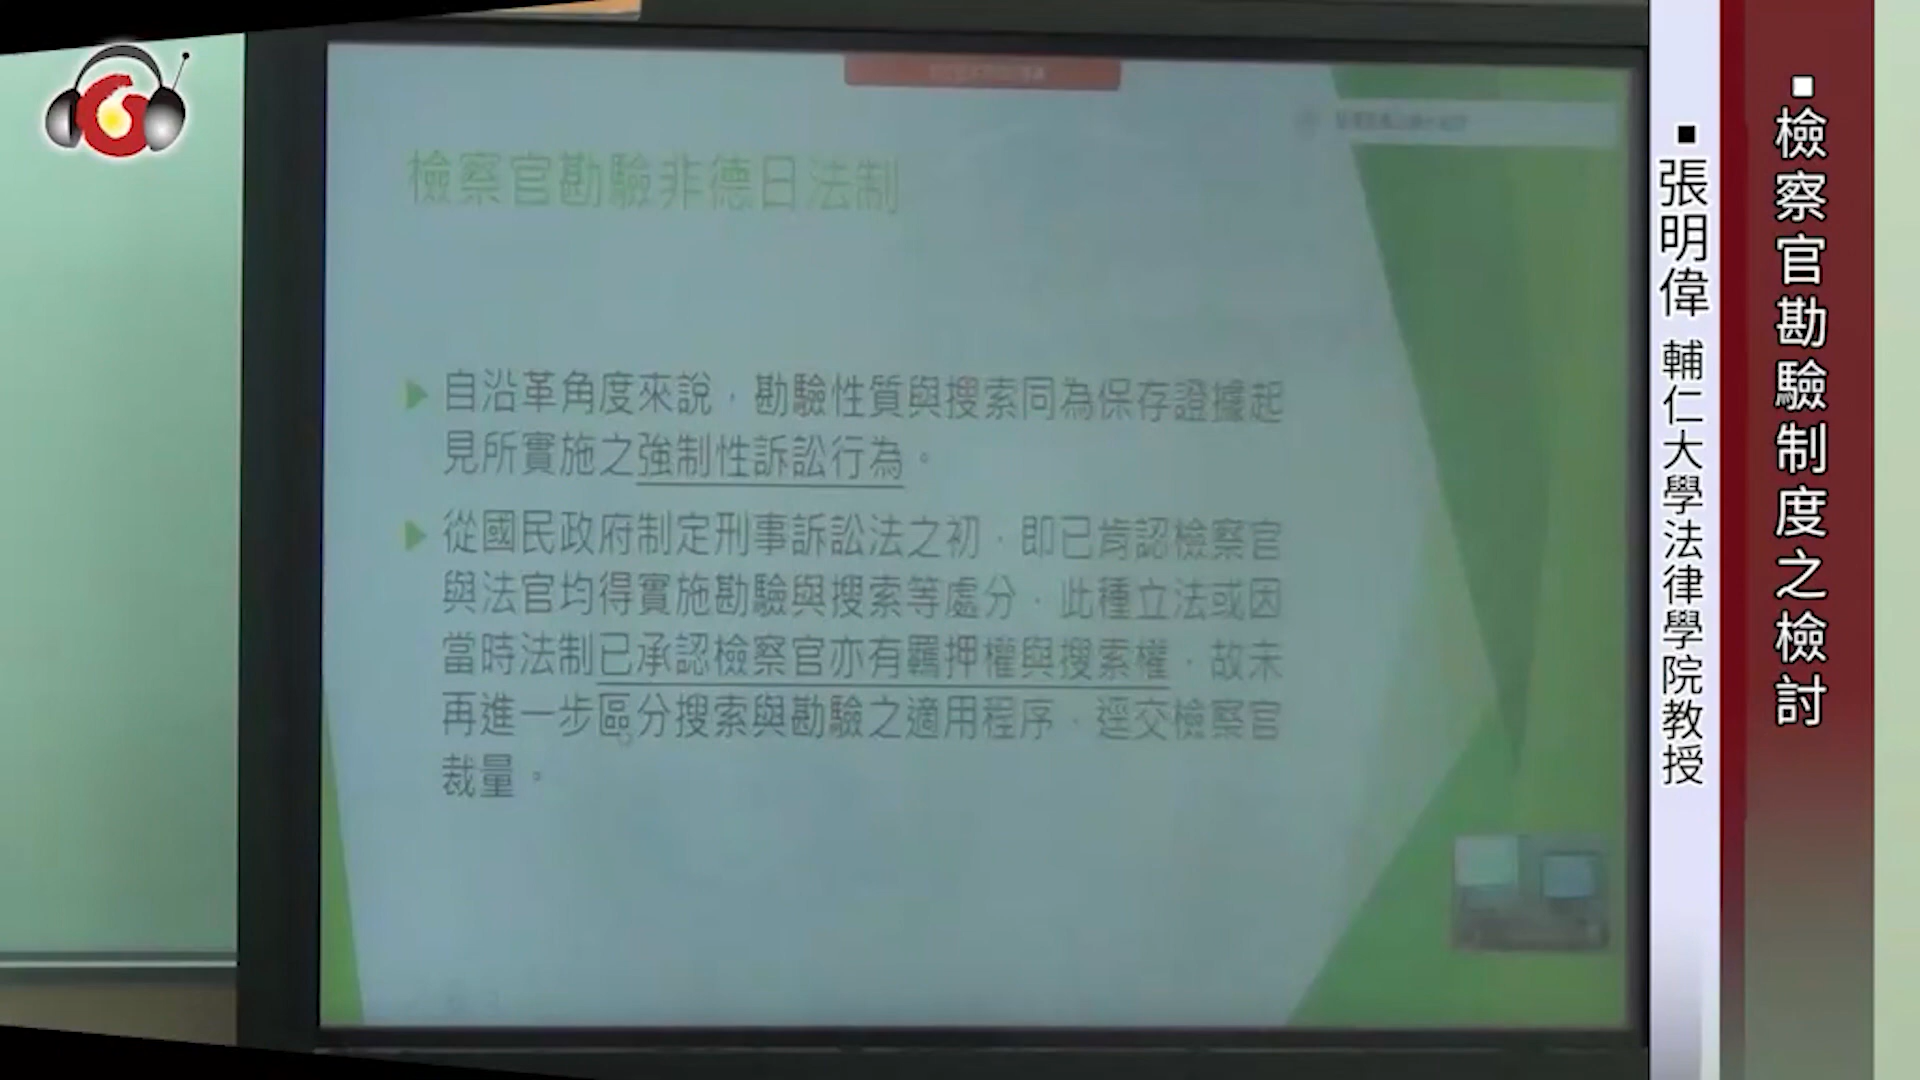 檢察官勘驗非德日法制
自沿革角度來說，勘驗性質與搜索同為保存證據起
見所實施之強制性訴訟行為。
從國民政府制定刑事訴訟法之初，即已肯認檢察官
與法官均得實施勘驗與搜索等處分，此種立法或因
當時法制已承認檢察官亦有羈押權與搜索權，故未
再進一步區分搜索與勘驗之適用程序，逕交檢察官
裁量。
■檢察官勘驗制度之檢討
■張明偉 輔仁大學法律學院教授